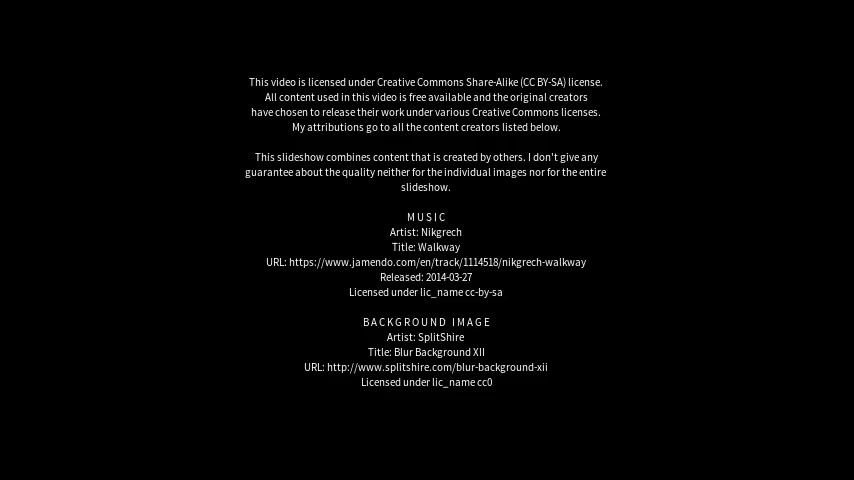 This video is licensed under Creative Commons Share-Alike (CC BY-SA) license.
All content used in this video is free available and the original creators
have chosen to release their work under various Creative Commons licenses.
My attributions go to all the content creators listed below.
This slideshow combines content that is created by others. I don't give any
guarantee about the quality neither for the individual images nor for the entire
slideshow.
MUSIC
Artist: Nikgrech
Title: Walkway
URL: https://www.jamendo.com/en/track/1114518/nikgrech-walkway
Released: 2014-03-27
Licensed under lic_name cc-by-sa
BACKGROUND IMAGE
Artist: SplitShire
Title: Blur Background XII
URL: http://www.splitshire.com/blur-background-xii
Licensed under lic_name cc0